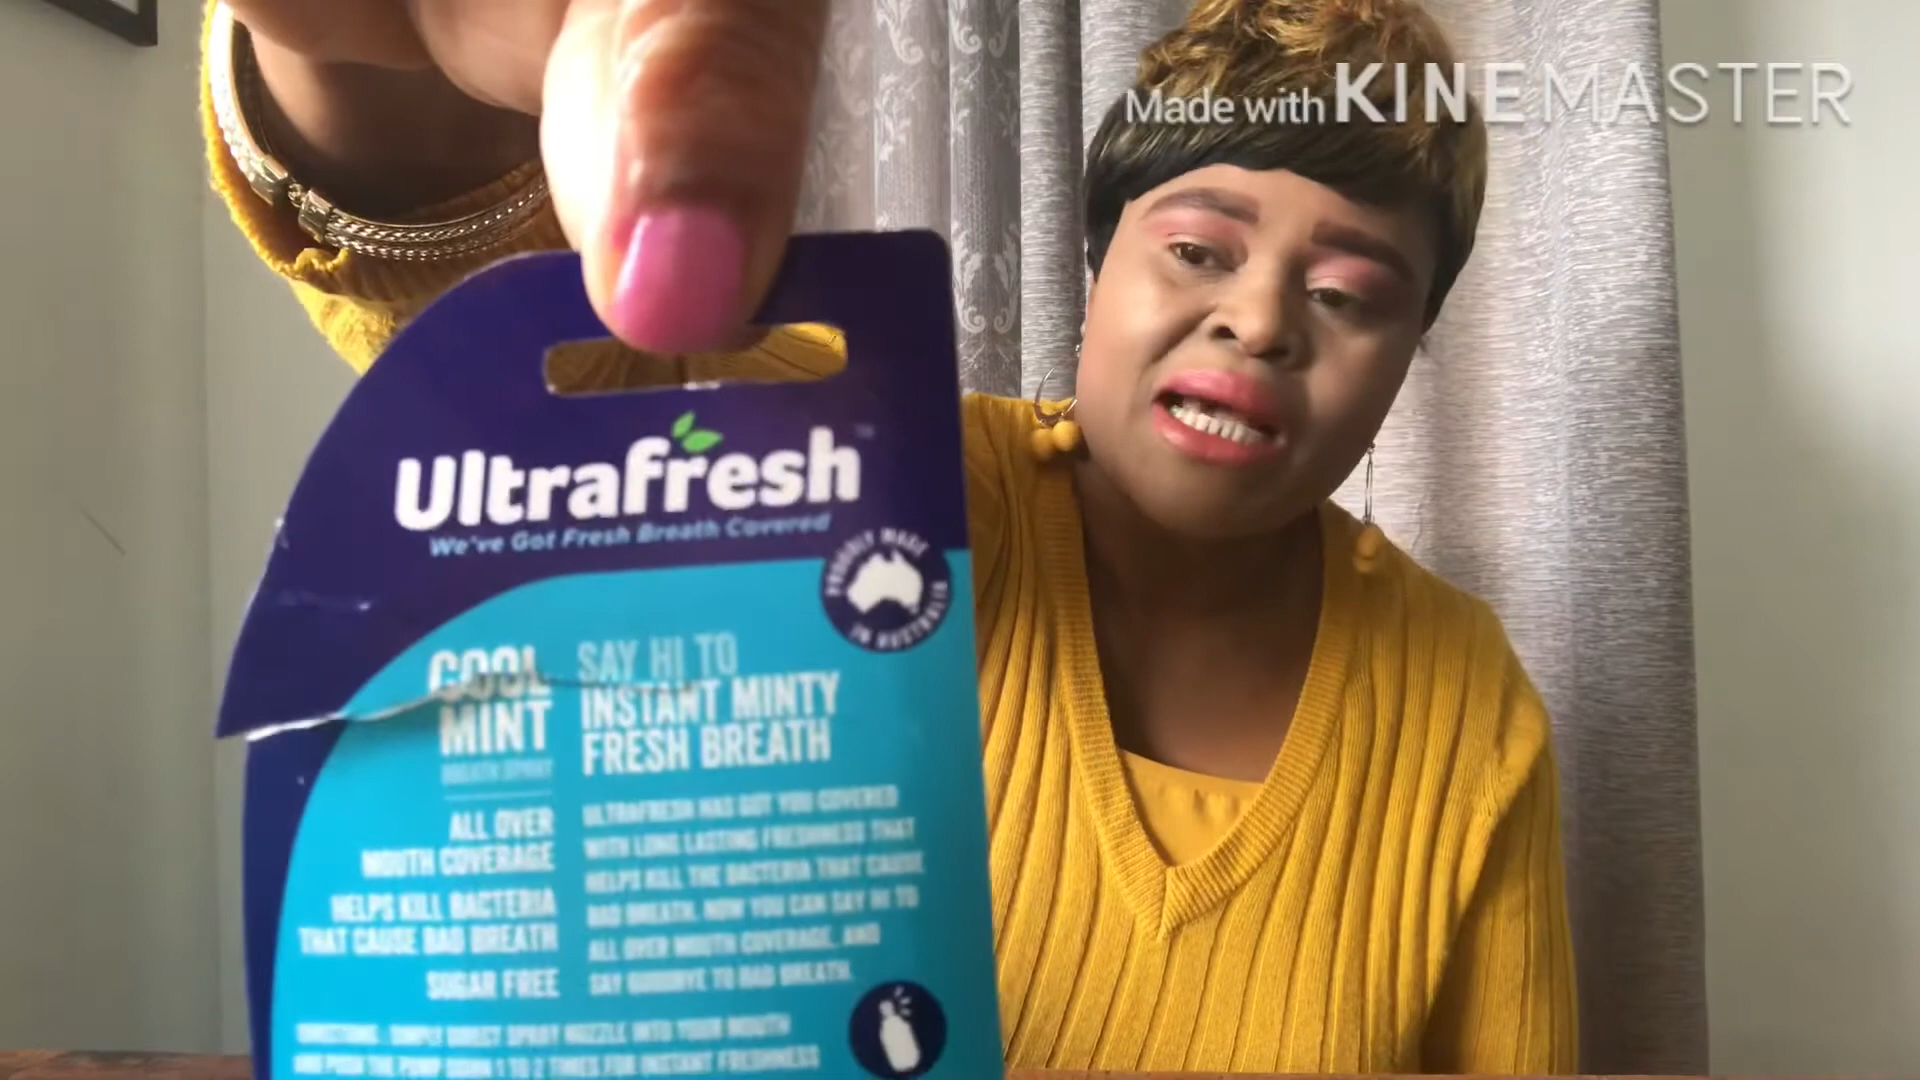 Made with KINEMASTER
Ultrafresh™
We've Got Fresh Breath Covered
PROUDLY MADE IN AUSTRALIA
COOL
MINT
BREATH SPRAY
ALL OVER
MOUTH COVERAGE
HELPS KILL BACTERIA
THAT CAUSE BAD BREATH
SUGAR FREE
SAY HI TO
INSTANT MINTY
FRESH BREATH
ULTRAFRESH HAS GOT YOU COVERED
WITH LONG LASTING FRESHNESS THAT
HELPS KILL THE BACTERIA THAT CAUSE
BAD BREATH. NOW YOU CAN SAY HI TO
ALL OVER MOUTH COVERAGE, AND
SAY GOODBYE TO BAD BREATH.
DIRECTIONS: SIMPLY DIRECT SPRAY NOZZLE INTO YOUR MOUTH
AND PUSH THE PUMP DOWN 1 TO 2 TIMES FOR INSTANT FRESHNESS